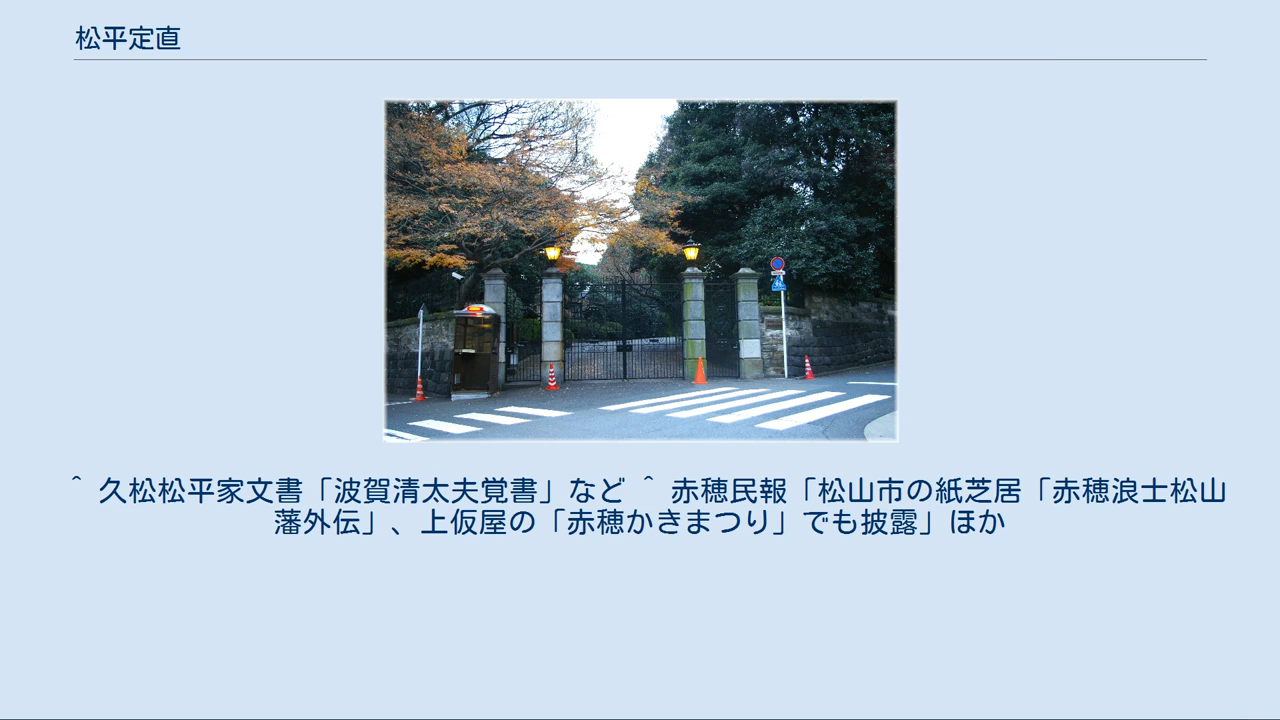 松平定直
＾ 久松松平家文書「波賀清太夫覚書」など ＾ 赤穂民報「松山市の紙芝居「赤穂浪士松山
藩外伝」、上仮屋の「赤穂かきまつり」でも披露」ほか